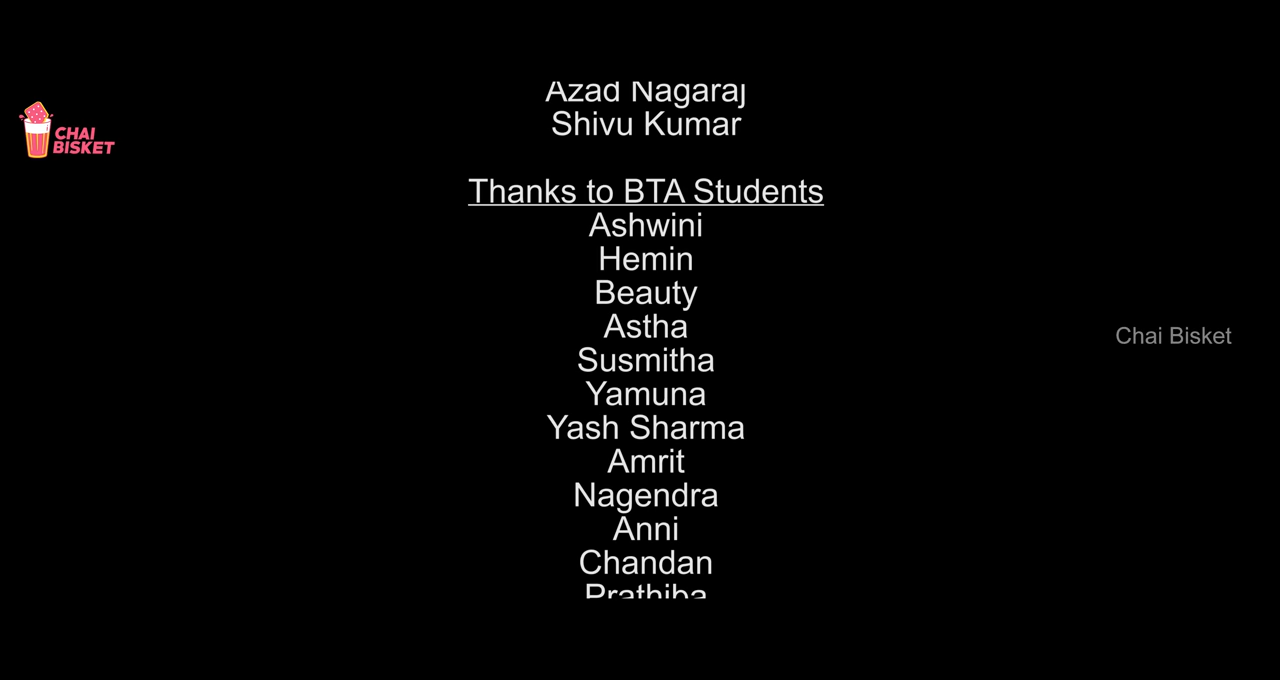 Azad Nagaraj
Shivu Kumar
CHAI
BISKET
Thanks to BTA Students
Ashwini
Hemin
Beauty
Astha
Chai Bisket
Susmitha
Yamuna
Yash Sharma
Amrit
Nagendra
Anni
Chandan
Prathiba